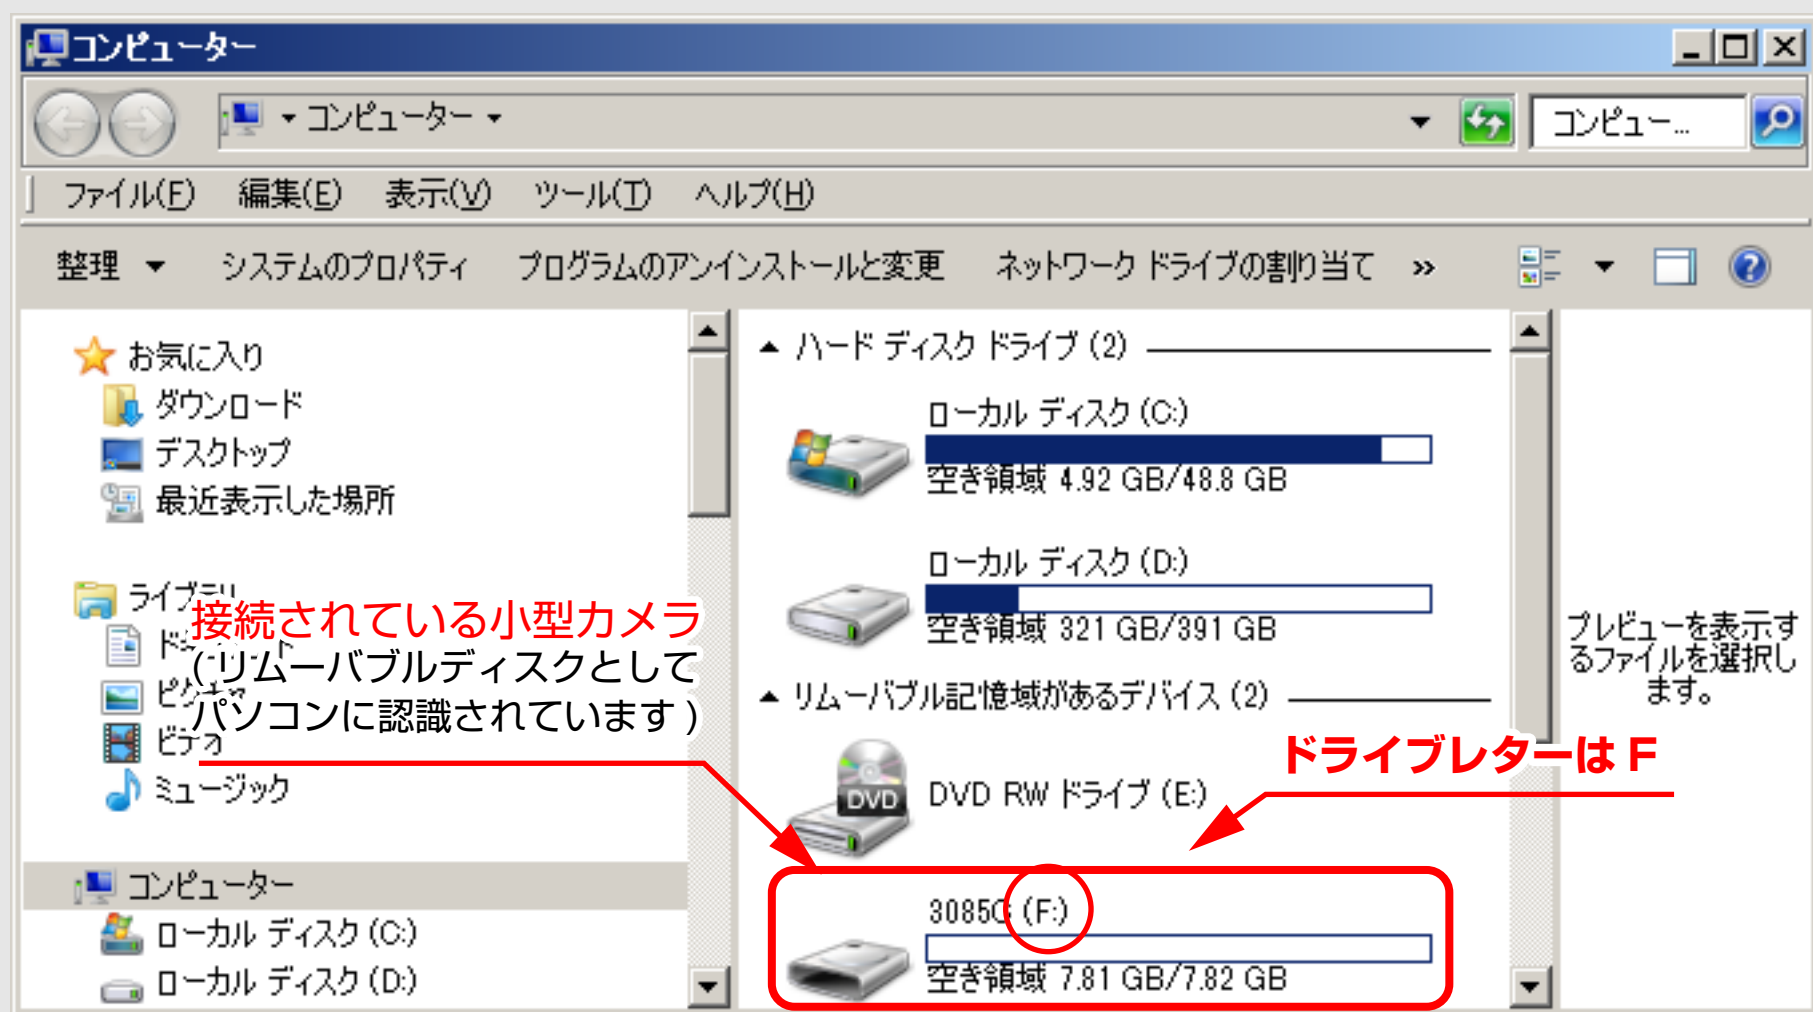 コンピューター
コンピューター
コンピュー...
ファイル(F) 編集(E) 表示(V) ツール(T) ヘルプ(H)
整理 システムのプロパティ プログラムのアンインストールと変更 ネットワーク ドライブの割り当て »
お気に入り
ダウンロード
デスクトップ
最近表示した場所
ライブラリ
ピクチャ
ビデオ
ミュージック
コンピューター
ローカル ディスク (C:)
ローカル ディスク (D:)
接続されている小型カメラ
(リムーバブルディスクとして
パソコンに認識されています)
ハード ディスク ドライブ (2)
ローカル ディスク (C:)
空き領域 4.92 GB/48.8 GB
ローカル ディスク (D:)
空き領域 321 GB/391 GB
リムーバブル記憶域があるデバイス (2)
ドライブレターは F
DVD
DVD RW ドライブ (E:)
3085G (F:)
空き領域 7.81 GB/7.82 GB
プレビューを表示す
るファイルを選択し
ます。